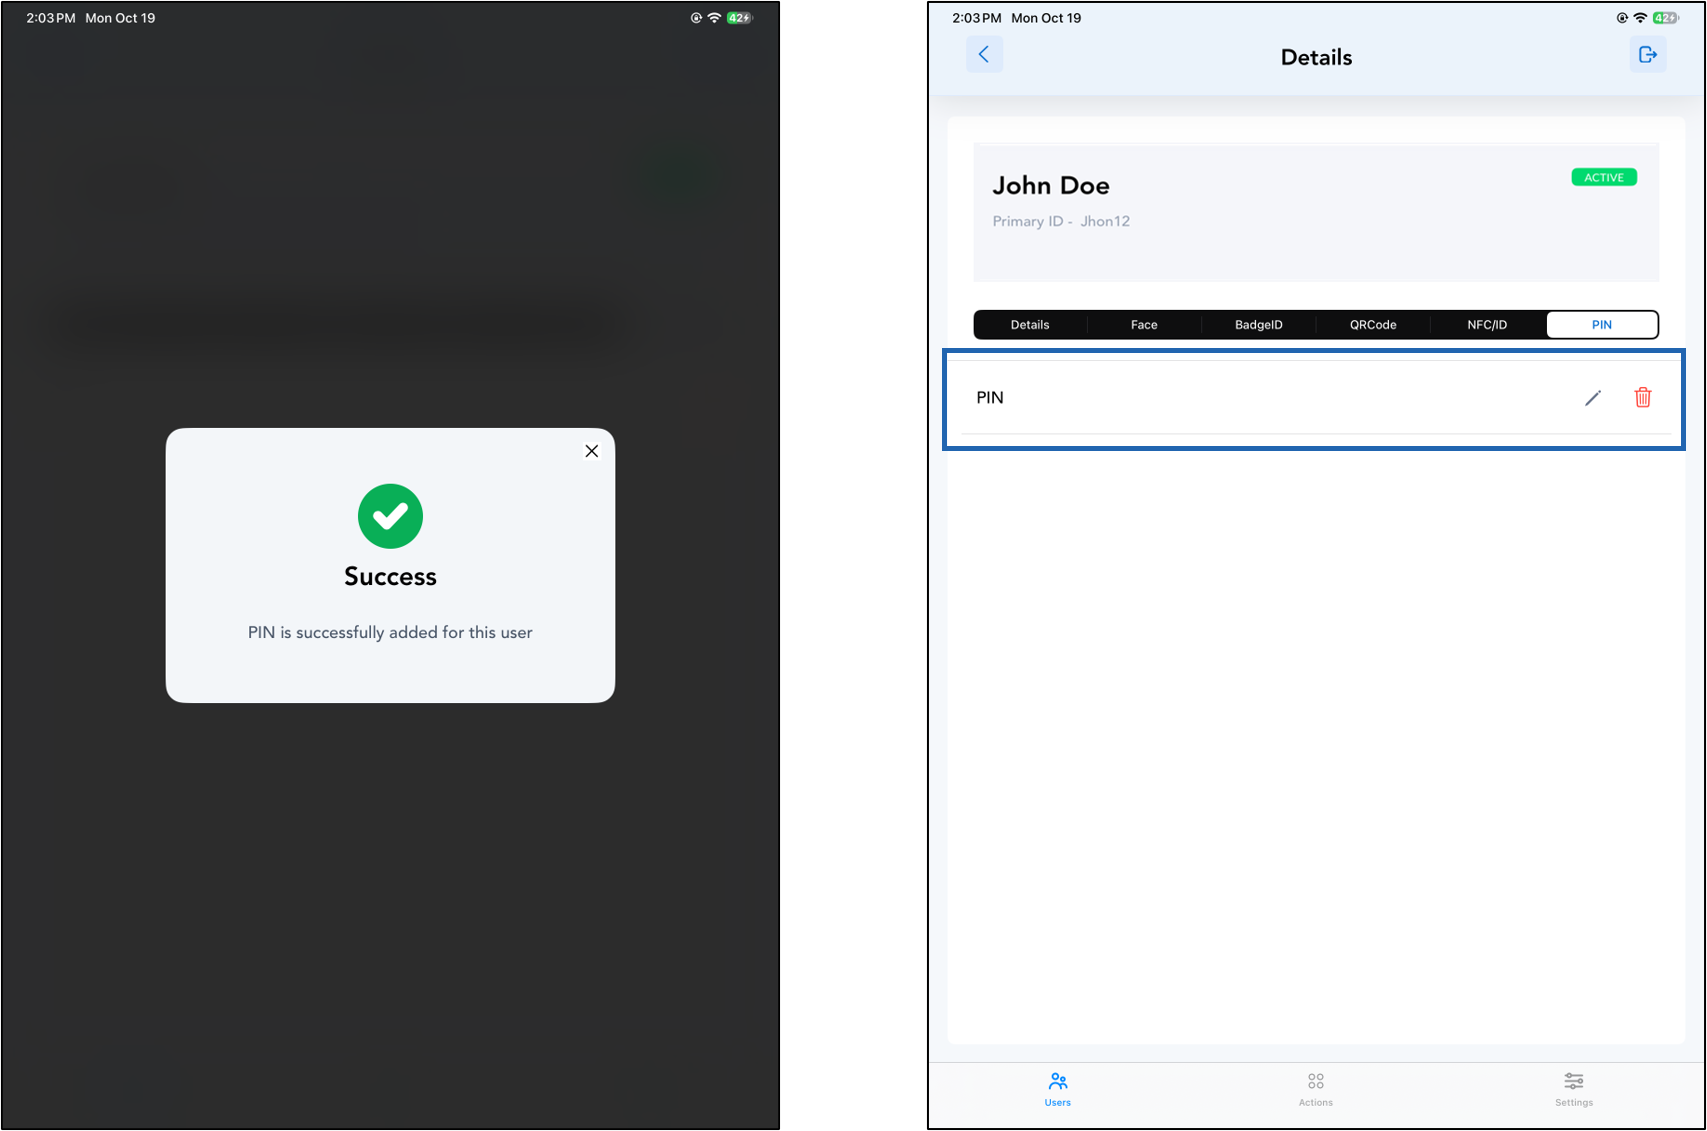 2:03 PM Mon Oct 19
42
Success
PIN is successfully added for this user
2:03 PM Mon Oct 19
42
Details
John Doe
ACTIVE
Primary ID - Jhon12
Details Face BadgeID QRCode NFC/ID PIN
PIN
Users Actions Settings